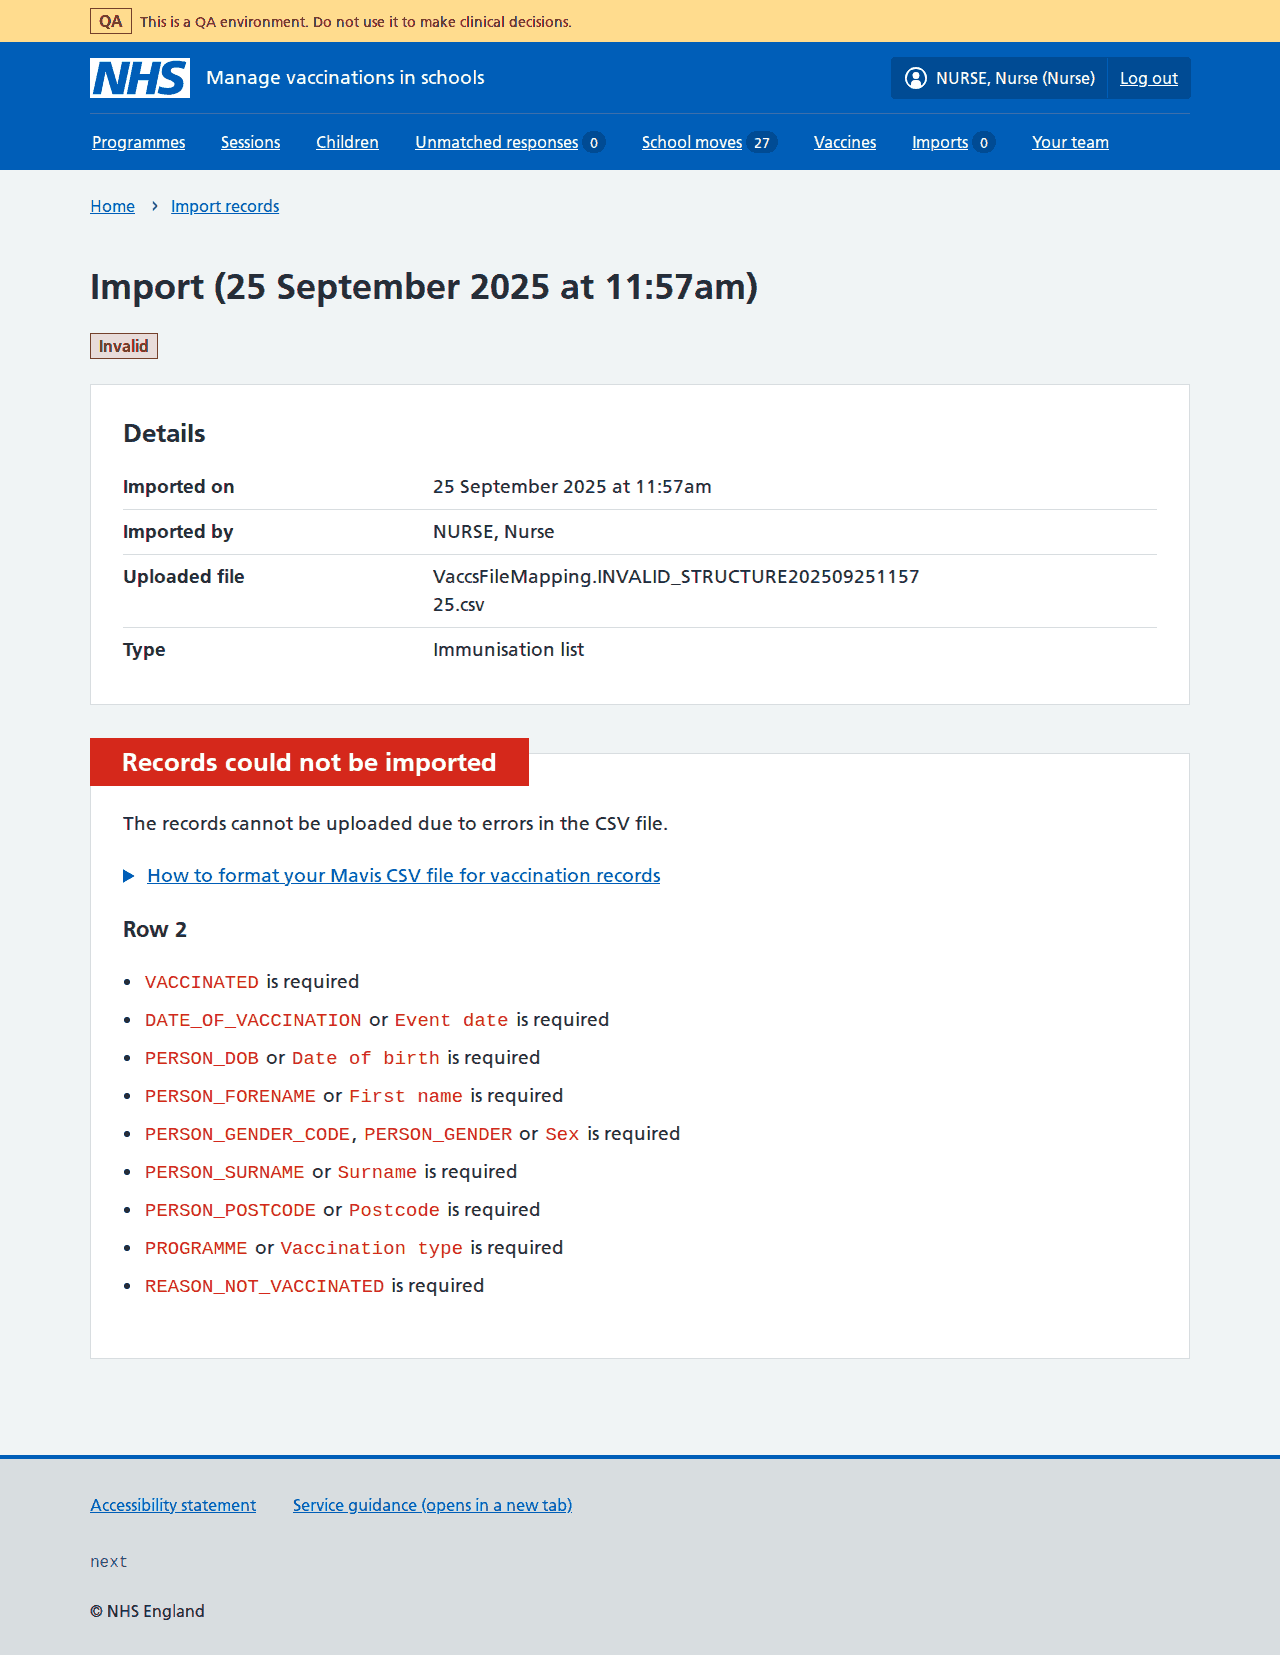 QA This is a QA environment. Do not use it to make clinical decisions.
NHS Manage vaccinations in schools NURSE, Nurse (Nurse) Log out
Programmes Sessions Children Unmatched responses 0 School moves 27 Vaccines Imports 0 Your team
Home › Import records
Import (25 September 2025 at 11:57am)
Invalid
Details
Imported on 25 September 2025 at 11:57am
Imported by NURSE, Nurse
Uploaded file VaccsFileMapping.INVALID_STRUCTURE202509251157
25.csv
Type Immunisation list
Records could not be imported
The records cannot be uploaded due to errors in the CSV file.
How to format your Mavis CSV file for vaccination records
Row 2
• VACCINATED is required
• DATE_OF_VACCINATION or Event date is required
• PERSON_DOB or Date of birth is required
• PERSON_FORENAME or First name is required
• PERSON_GENDER_CODE, PERSON_GENDER or Sex is required
• PERSON_SURNAME or Surname is required
• PERSON_POSTCODE or Postcode is required
• PROGRAMME or Vaccination type is required
• REASON_NOT_VACCINATED is required
Accessibility statement Service guidance (opens in a new tab)
next
© NHS England